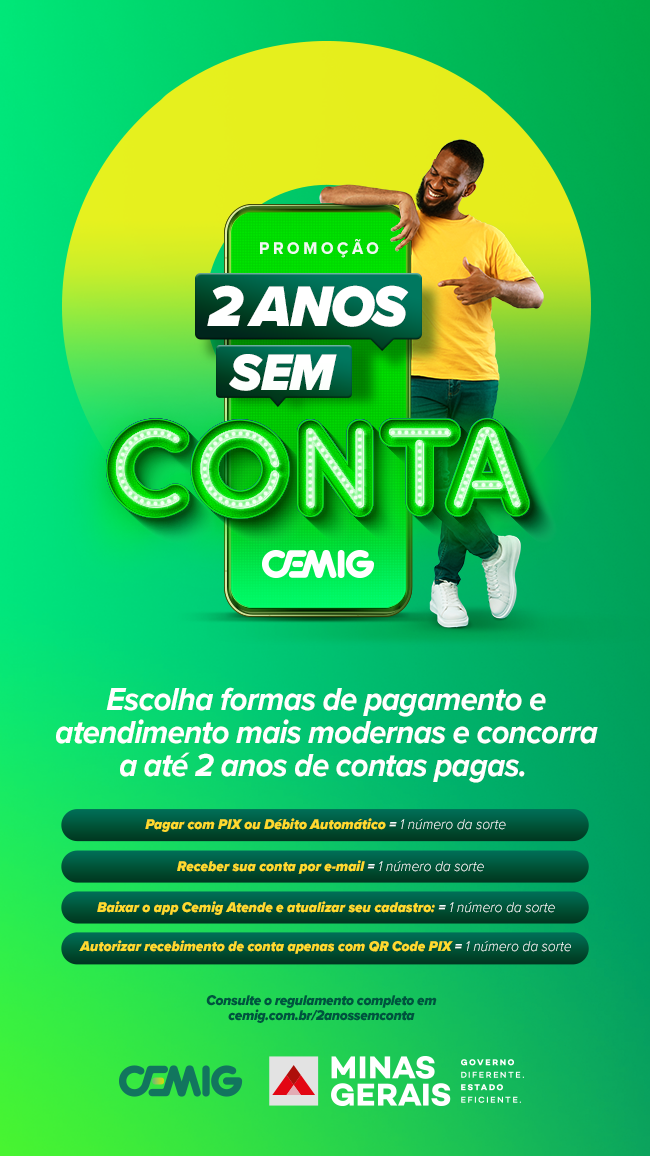 PROMOÇÃO
2 ANOS
SEM
CONTA
CEMIG
Escolha formas de pagamento e
atendimento mais modernas e concorra
a até 2 anos de contas pagas.
Pagar com PIX ou Débito Automático = 1 número da sorte
Receber sua conta por e-mail = 1 número da sorte
Baixar o app Cemig Atende e atualizar seu cadastro: = 1 número da sorte
Autorizar recebimento de conta apenas com QR Code PIX = 1 número da sorte
Consulte o regulamento completo em
cemig.com.br/2anossemconta
CEMIG
MINAS
GERAIS
GOVERNO
DIFERENTE.
ESTADO
EFICIENTE.